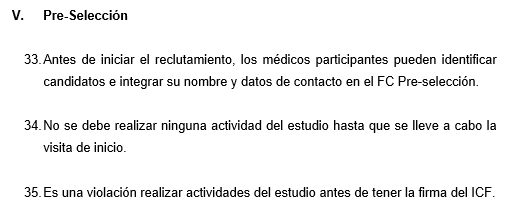 V. Pre-Selección
33. Antes de iniciar el reclutamiento, los médicos participantes pueden identificar
candidatos e integrar su nombre y datos de contacto en el FC Pre-selección.
34. No se debe realizar ninguna actividad del estudio hasta que se lleve a cabo la
visita de inicio.
35. Es una violación realizar actividades del estudio antes de tener la firma del ICF.